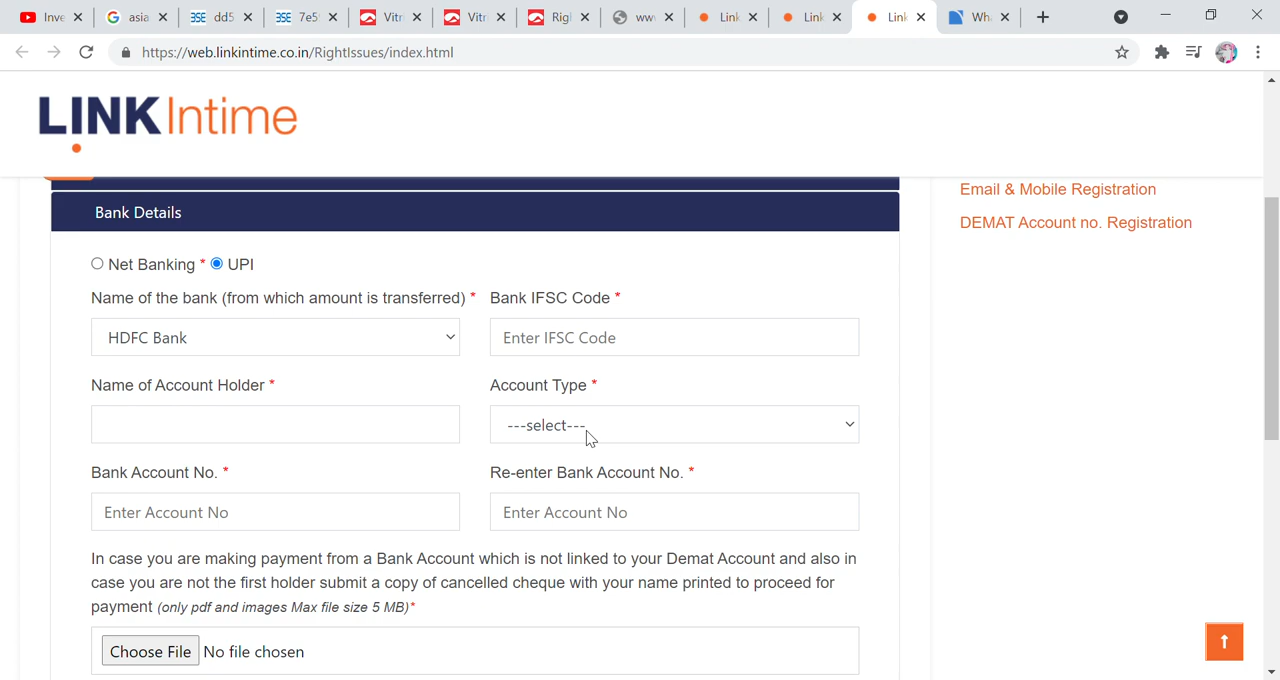 Inve
asia
dd5
7e5
Vitr
Vitr
Rig
ww
Link
Link
Link
Wha
https://web.linkintime.co.in/RightIssues/index.html
LINKIntime
Email & Mobile Registration
DEMAT Account no. Registration
Bank Details
Net Banking * UPI
Name of the bank (from which amount is transferred) * Bank IFSC Code *
HDFC Bank Enter IFSC Code
Name of Account Holder * Account Type *
---select---
Bank Account No. * Re-enter Bank Account No. *
Enter Account No Enter Account No
In case you are making payment from a Bank Account which is not linked to your Demat Account and also in
case you are not the first holder submit a copy of cancelled cheque with your name printed to proceed for
payment (only pdf and images Max file size 5 MB)*
Choose File No file chosen